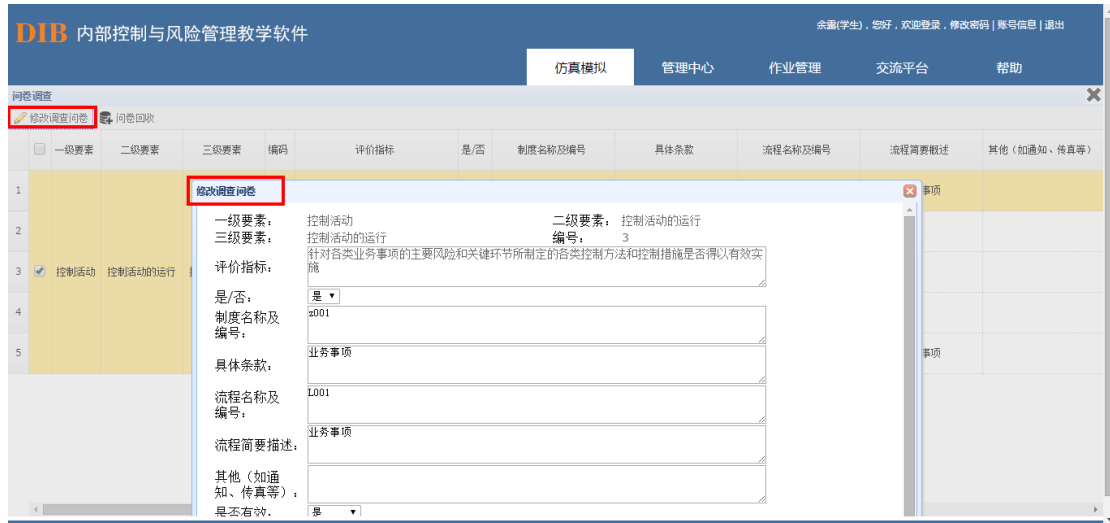 DIB 内部控制与风险管理教学软件
余露(学生)，您好，欢迎登录，修改密码 | 账号信息 | 退出
仿真模拟 管理中心 作业管理 交流平台 帮助
问卷调查
修改调查问卷 问卷回收
一级要素 二级要素 三级要素 编码 评价指标 是/否 制度名称及编号 具体条款 流程名称及编号 流程简要概述 其他（如通知、传真等）
1 事项
2
3 控制活动 控制活动的运行
4
5 事项
修改调查问卷
一级要素： 控制活动 二级要素： 控制活动的运行
三级要素： 控制活动的运行 编号： 3
评价指标： 针对各类业务事项的主要风险和关键环节所制定的各类控制方法和控制措施是否得以有效实
施
是/否： 是
制度名称及
编号： z001
具体条款： 业务事项
流程名称及
编号： L001
流程简要描述： 业务事项
其他（如通
知、传真等）：
是否有效： 是